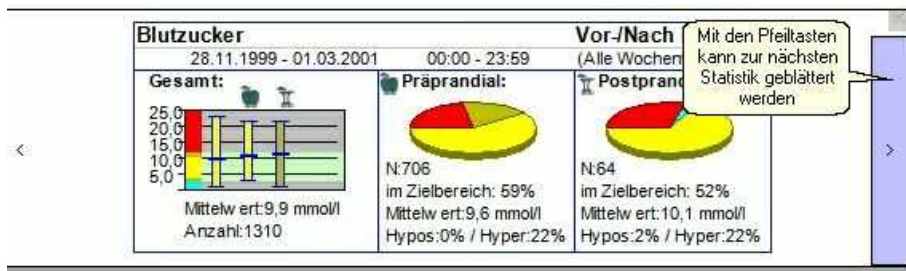 Blutzucker
Vor-/Nach
28.11.1999 - 01.03.2001
00:00 - 23:59
(Alle
Mit den Pfeiltasten
kann zur nächsten
Statistik geblättert
werden
Gesamt:
25,0
20,0
15,0
10,0
5,0
Mittelw ert:9,9 mmol/l
Anzahl:1310
Präprandial:
N:706
im Zielbereich: 59%
Mittelw ert:9,6 mmol/l
Hypos:0% / Hyper:22%
Postprand
N:64
im Zielbereich: 52%
Mittelw ert:10,1 mmol/l
Hypos:2% / Hyper:22%